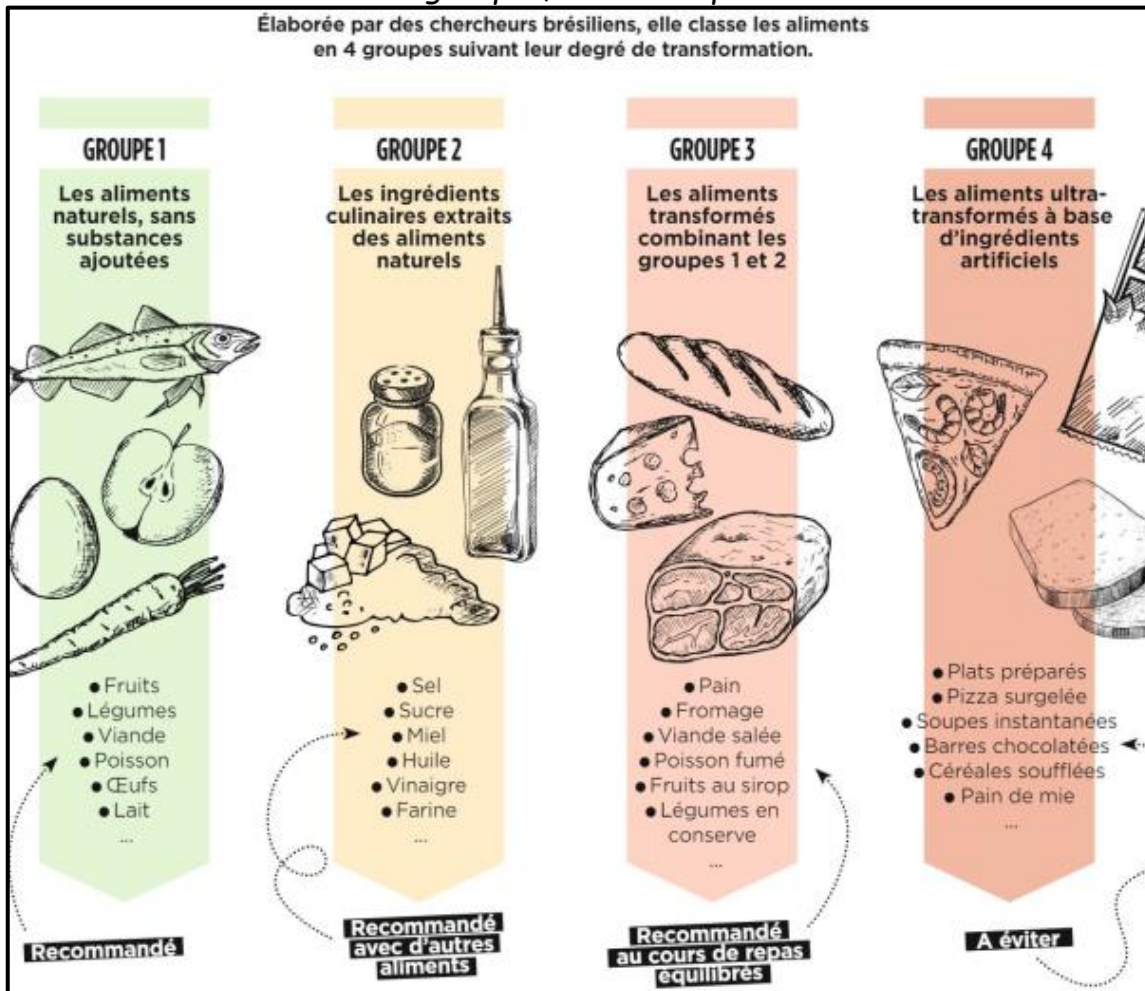 Élaborée par des chercheurs brésiliens, elle classe les aliments
en 4 groupes suivant leur degré de transformation.
GROUPE 1
Les aliments
naturels, sans
substances
ajoutées
● Fruits
● Légumes
● Viande
● Poisson
● Œufs
● Lait
...
Recommandé
GROUPE 2
Les ingrédients
culinaires extraits
des aliments
naturels
● Sel
● Sucre
● Miel
● Huile
● Vinaigre
● Farine
...
Recommandé
avec d'autres
aliments
GROUPE 3
Les aliments
transformés
combinant les
groupes 1 et 2
● Pain
● Fromage
● Viande salée
● Poisson fumé
● Fruits au sirop
● Légumes en
conserve
...
Recommandé
au cours de repas
équilibrés
GROUPE 4
Les aliments ultra-
transformés à base
d'ingrédients
artificiels
● Plats préparés
● Pizza surgelée
● Soupes instantanées
● Barres chocolatées
● Céréales soufflées
● Pain de mie
...
A éviter